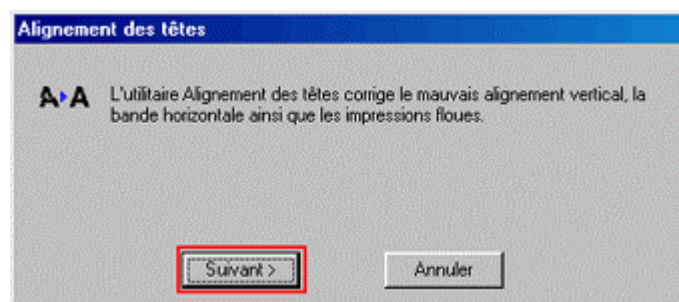 Alignement des têtes
A A L'utilitaire Alignement des têtes corrige le mauvais alignement vertical, la
bande horizontale ainsi que les impressions floues.
Suivant > Annuler